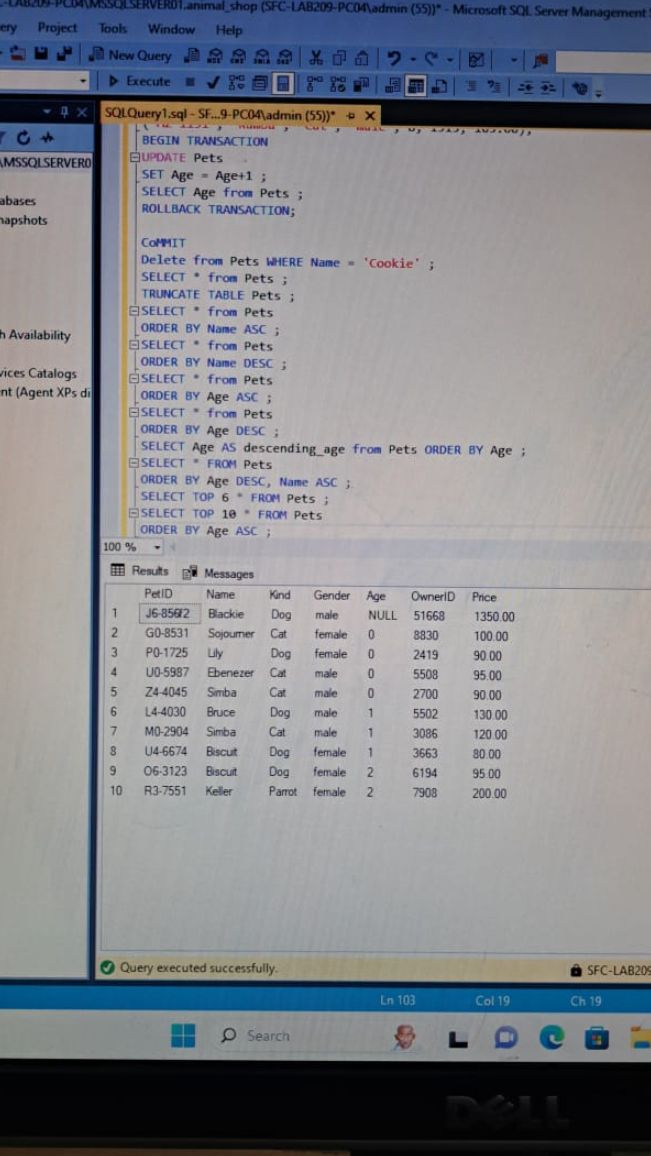 -LAB209-PC04\MSSQLSERVER01.animal_shop (SFC-LAB209-PC04\admin (55))* - Microsoft SQL Server Management
ery Project Tools Window Help
New Query
Execute
SQLQuery1.sql - SF...9-PC04\admin (55))*
\MSSQLSERVER0
abases
napshots
h Availability
vices Catalogs
nt (Agent XPs di
BEGIN TRANSACTION
UPDATE Pets
SET Age = Age+1 ;
SELECT Age from Pets ;
ROLLBACK TRANSACTION;
CoMMIT
Delete from Pets WHERE Name = 'Cookie' ;
SELECT * from Pets ;
TRUNCATE TABLE Pets ;
SELECT * from Pets
ORDER BY Name ASC ;
SELECT * from Pets
ORDER BY Name DESC ;
SELECT * from Pets
ORDER BY Age ASC ;
SELECT * from Pets
ORDER BY Age DESC ;
SELECT Age AS descending_age from Pets ORDER BY Age ;
SELECT * FROM Pets
ORDER BY Age DESC, Name ASC ;
SELECT TOP 6 * FROM Pets ;
SELECT TOP 10 * FROM Pets
ORDER BY Age ASC ;
100 %
Results Messages
PetID Name Kind Gender Age OwnerID Price
1 Blackie Dog male NULL 51668 1350.00
2 G0-8531 Sojourner Cat female 0 8830 100.00
3 P0-1725 Lily Dog female 0 2419 90.00
4 U0-5987 Ebenezer Cat male 0 5508 95.00
5 Z4-4045 Simba Cat male 0 2700 90.00
6 L4-4030 Bruce Dog male 1 5502 130.00
7 M0-2904 Simba Cat male 1 3086 120.00
8 U4-6674 Biscuit Dog female 1 3663 80.00
9 O6-3123 Biscuit Dog female 2 6194 95.00
10 R3-7551 Keller Parrot female 2 7908 200.00
Query executed successfully. SFC-LAB209
Ln 103 Col 19 Ch 19
Search
DELL